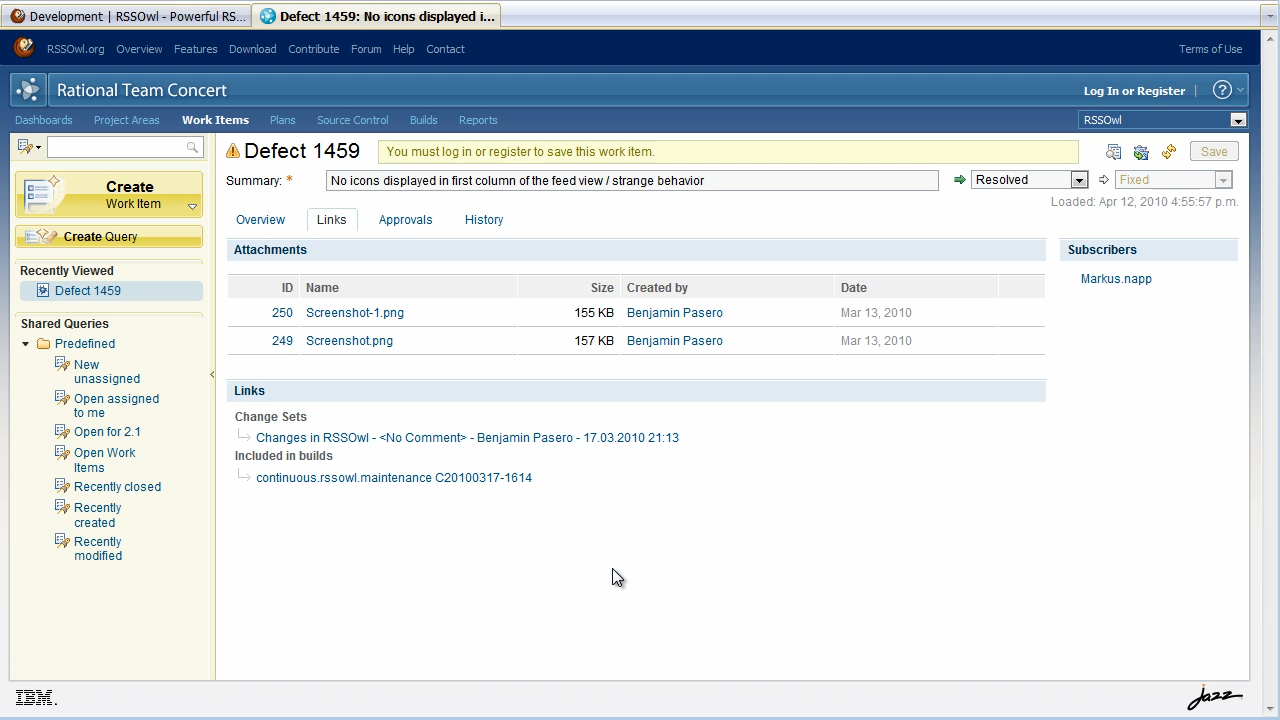 Development | RSSOwl - Powerful RS...
Defect 1459: No icons displayed i...
RSSOwl.org Overview Features Download Contribute Forum Help Contact
Terms of Use
Rational Team Concert
Log In or Register |
Dashboards Project Areas Work Items Plans Source Control Builds Reports
RSSOwl
Defect 1459
You must log in or register to save this work item.
Save
Summary: *
No icons displayed in first column of the feed view / strange behavior
Resolved
Fixed
Loaded: Apr 12, 2010 4:55:57 p.m.
Create
Work Item
Create Query
Recently Viewed
Defect 1459
Shared Queries
Predefined
New
unassigned
Open assigned
to me
Open for 2.1
Open Work
Items
Recently closed
Recently
created
Recently
modified
Overview Links Approvals History
Attachments
ID Name Size Created by Date
250 Screenshot-1.png 155 KB Benjamin Pasero Mar 13, 2010
249 Screenshot.png 157 KB Benjamin Pasero Mar 13, 2010
Links
Change Sets
Changes in RSSOwl - <No Comment> - Benjamin Pasero - 17.03.2010 21:13
Included in builds
continuous.rssowl.maintenance C20100317-1614
Subscribers
Markus.napp
IBM.
jazz